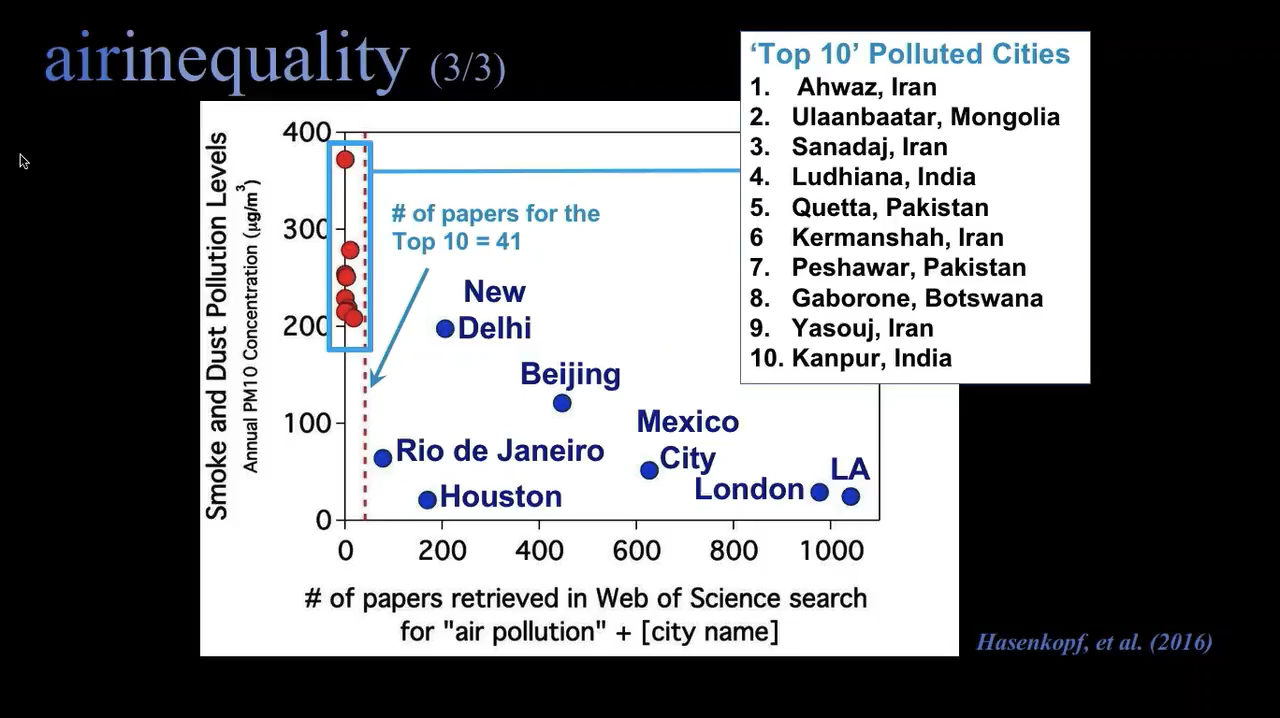 airinequality (3/3)
'Top 10' Polluted Cities
1. Ahwaz, Iran
2. Ulaanbaatar, Mongolia
3. Sanadaj, Iran
4. Ludhiana, India
5. Quetta, Pakistan
6 Kermanshah, Iran
7. Peshawar, Pakistan
8. Gaborone, Botswana
9. Yasouj, Iran
10. Kanpur, India
Smoke and Dust Pollution Levels
Annual PM10 Concentration (µg/m³)
400
300
200
100
0
# of papers for the
Top 10 = 41
New
Delhi
Beijing
Mexico
City
Rio de Janeiro
LA
London
Houston
0 200 400 600 800 1000
# of papers retrieved in Web of Science search
for "air pollution" + [city name]
Hasenkopf, et al. (2016)